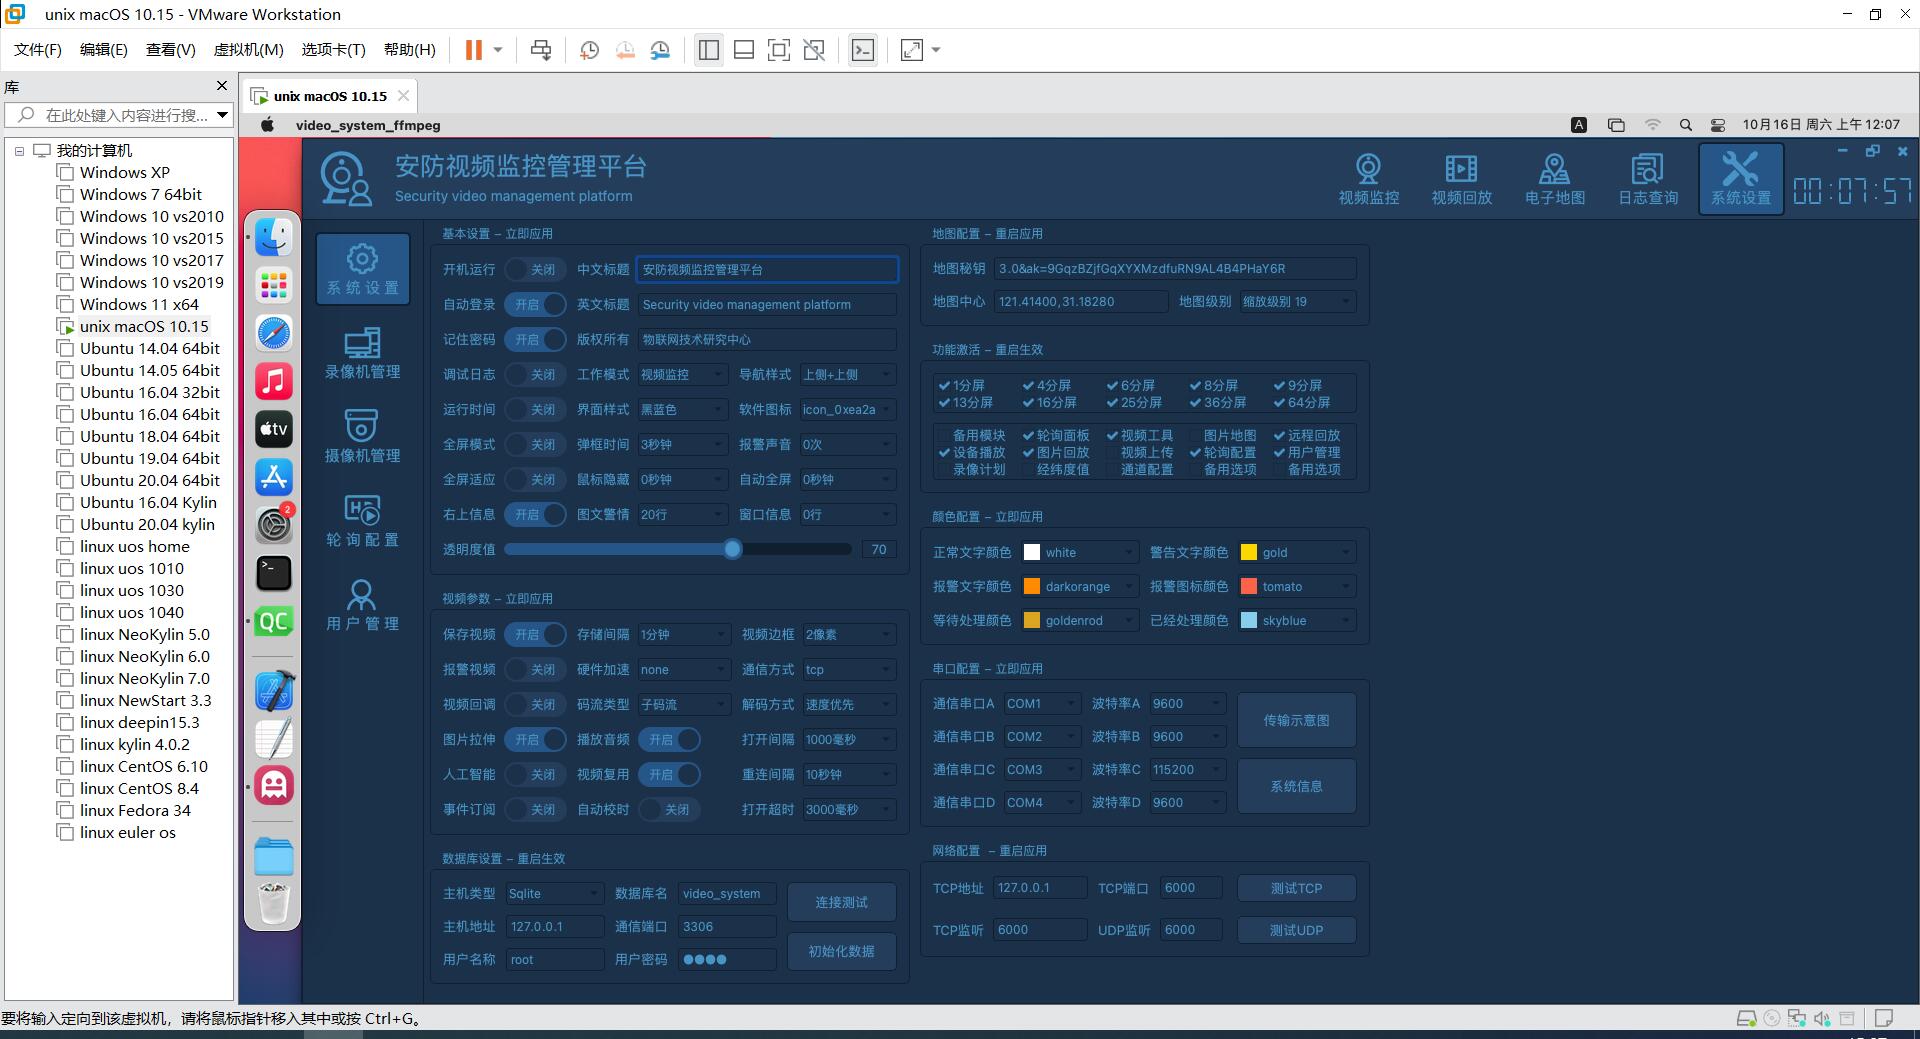 unix macOS 10.15 - VMware Workstation
文件(F) 编辑(E) 查看(V) 虚拟机(M) 选项卡(T) 帮助(H)
库
在此处键入内容进行搜...
我的计算机
Windows XP
Windows 7 64bit
Windows 10 vs2010
Windows 10 vs2015
Windows 10 vs2017
Windows 10 vs2019
Windows 11 x64
unix macOS 10.15
Ubuntu 14.04 64bit
Ubuntu 14.05 64bit
Ubuntu 16.04 32bit
Ubuntu 16.04 64bit
Ubuntu 18.04 64bit
Ubuntu 19.04 64bit
Ubuntu 20.04 64bit
Ubuntu 16.04 Kylin
Ubuntu 20.04 kylin
linux uos home
linux uos 1010
linux uos 1030
linux uos 1040
linux NeoKylin 5.0
linux NeoKylin 6.0
linux NeoKylin 7.0
linux NewStart 3.3
linux deepin15.3
linux kylin 4.0.2
linux CentOS 6.10
linux CentOS 8.4
linux Fedora 34
linux euler os
unix macOS 10.15
video_system_ffmpeg
A
10月16日 周六 上午 12:07
tv
2
QC
安防视频监控管理平台
Security video management platform
视频监控 视频回放 电子地图 日志查询 系统设置
00:07:57
系统设置
录像机管理
摄像机管理
轮询配置
用户管理
基本设置 – 立即应用
开机运行 关闭 中文标题 安防视频监控管理平台
自动登录 开启 英文标题 Security video management platform
记住密码 开启 版权所有 物联网技术研究中心
调试日志 关闭 工作模式 视频监控 导航样式 上侧+上侧
运行时间 关闭 界面样式 黑蓝色 软件图标 icon_0xea2a
全屏模式 关闭 弹框时间 3秒钟 报警声音 0次
全屏适应 关闭 鼠标隐藏 0秒钟 自动全屏 0秒钟
右上信息 开启 图文警情 20行 窗口信息 0行
透明度值 70
视频参数 – 立即应用
保存视频 开启 存储间隔 1分钟 视频边框 2像素
报警视频 关闭 硬件加速 none 通信方式 tcp
视频回调 关闭 码流类型 子码流 解码方式 速度优先
图片拉伸 开启 播放音频 开启 打开间隔 1000毫秒
人工智能 关闭 视频复用 开启 重连间隔 10秒钟
事件订阅 关闭 自动校时 关闭 打开超时 3000毫秒
数据库设置 – 重启生效
主机类型 Sqlite 数据库名 video_system 连接测试
主机地址 127.0.0.1 通信端口 3306
用户名称 root 用户密码 ●●●● 初始化数据
地图配置 – 重启应用
地图秘钥 3.0&ak=9GqzBZjfGqXYXMzdfuRN9AL4B4PHaY6R
地图中心 121.41400,31.18280 地图级别 缩放级别 19
功能激活 – 重启生效
1分屏 4分屏 6分屏 8分屏 9分屏
13分屏 16分屏 25分屏 36分屏 64分屏
备用模块 轮询面板 视频工具 图片地图 远程回放
设备播放 图片回放 视频上传 轮询配置 用户管理
录像计划 经纬度值 通道配置 备用选项 备用选项
颜色配置 – 立即应用
正常文字颜色 white 警告文字颜色 gold
报警文字颜色 darkorange 报警图标颜色 tomato
等待处理颜色 goldenrod 已经处理颜色 skyblue
串口配置 – 立即应用
通信串口A COM1 波特率A 9600 传输示意图
通信串口B COM2 波特率B 9600
通信串口C COM3 波特率C 115200 系统信息
通信串口D COM4 波特率D 9600
网络配置 – 重启应用
TCP地址 127.0.0.1 TCP端口 6000 测试TCP
TCP监听 6000 UDP监听 6000 测试UDP
要将输入定向到该虚拟机，请将鼠标指针移入其中或按 Ctrl+G。